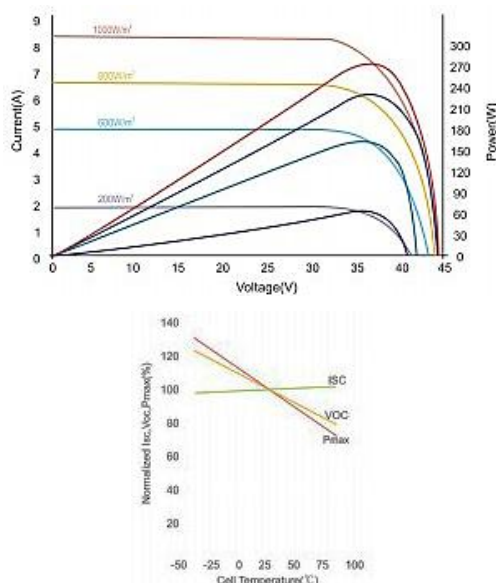 Current(A)
9
8
7
6
5
4
3
2
1
0
1000W/m²
800W/m²
600W/m²
200W/m²
0 5 10 15 20 25 30 35 40 45
Voltage(V)
Power(W)
300
270
240
210
180
150
120
90
60
30
0
Normalized Isc,Voc,Pmax(%)
140
120
100
80
60
40
20
ISC
VOC
Pmax
-50 -25 0 25 50 75 100
Cell Temperature(℃)